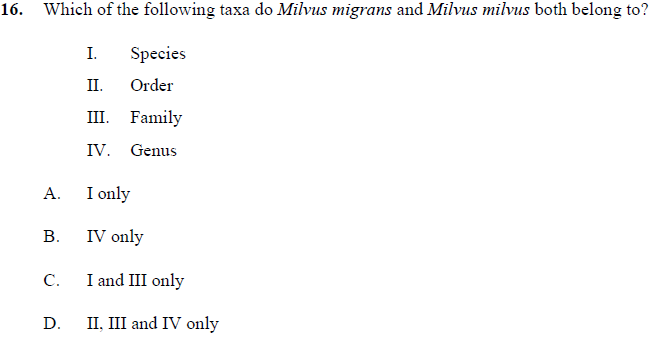 16. Which of the following taxa do Milvus migrans and Milvus milvus both belong to?
I. Species
II. Order
III. Family
IV. Genus
A. I only
B. IV only
C. I and III only
D. II, III and IV only